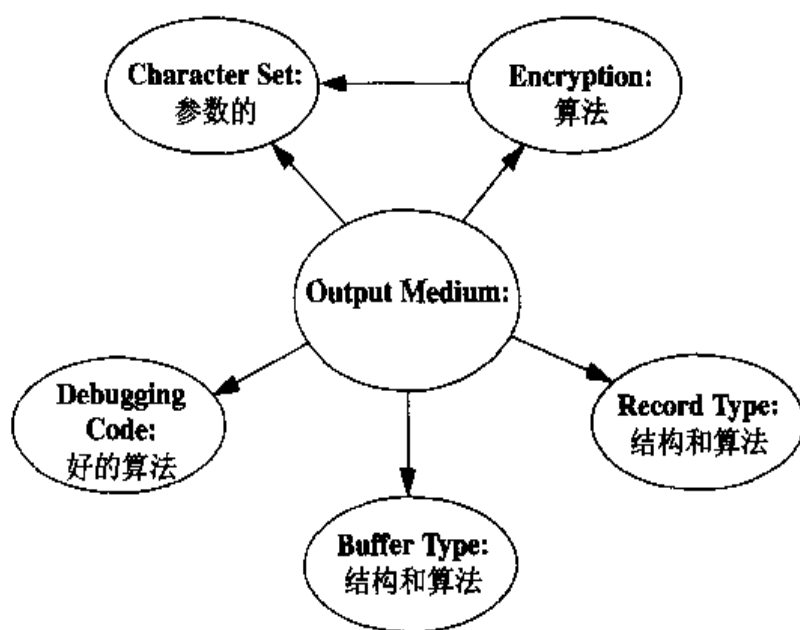 Character Set:
参数的
Encryption:
算法
Output Medium:
Debugging
Code:
好的算法
Record Type:
结构和算法
Buffer Type:
结构和算法